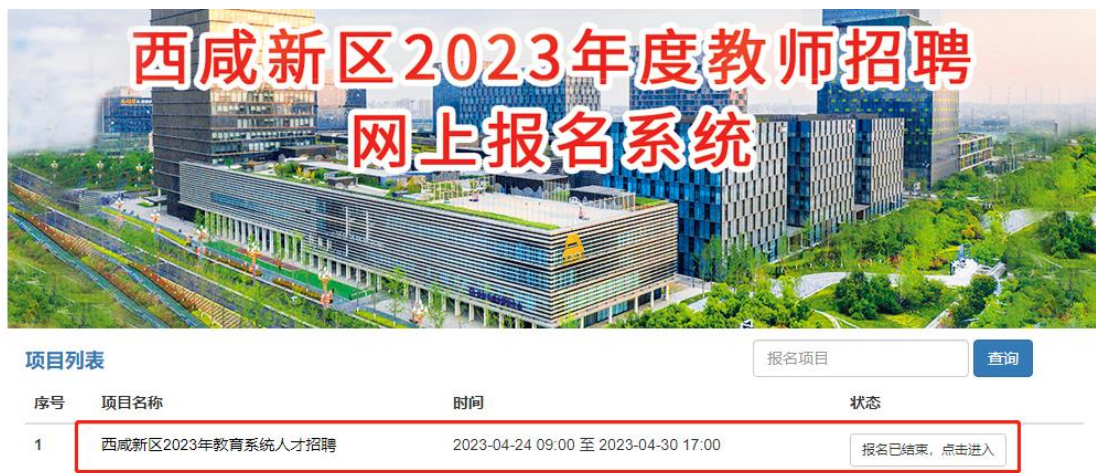 西咸新区2023年度教师招聘
网上报名系统
项目列表
报名项目
查询
序号 项目名称 时间 状态
1 西咸新区2023年教育系统人才招聘 2023-04-24 09:00 至 2023-04-30 17:00 报名已结束，点击进入